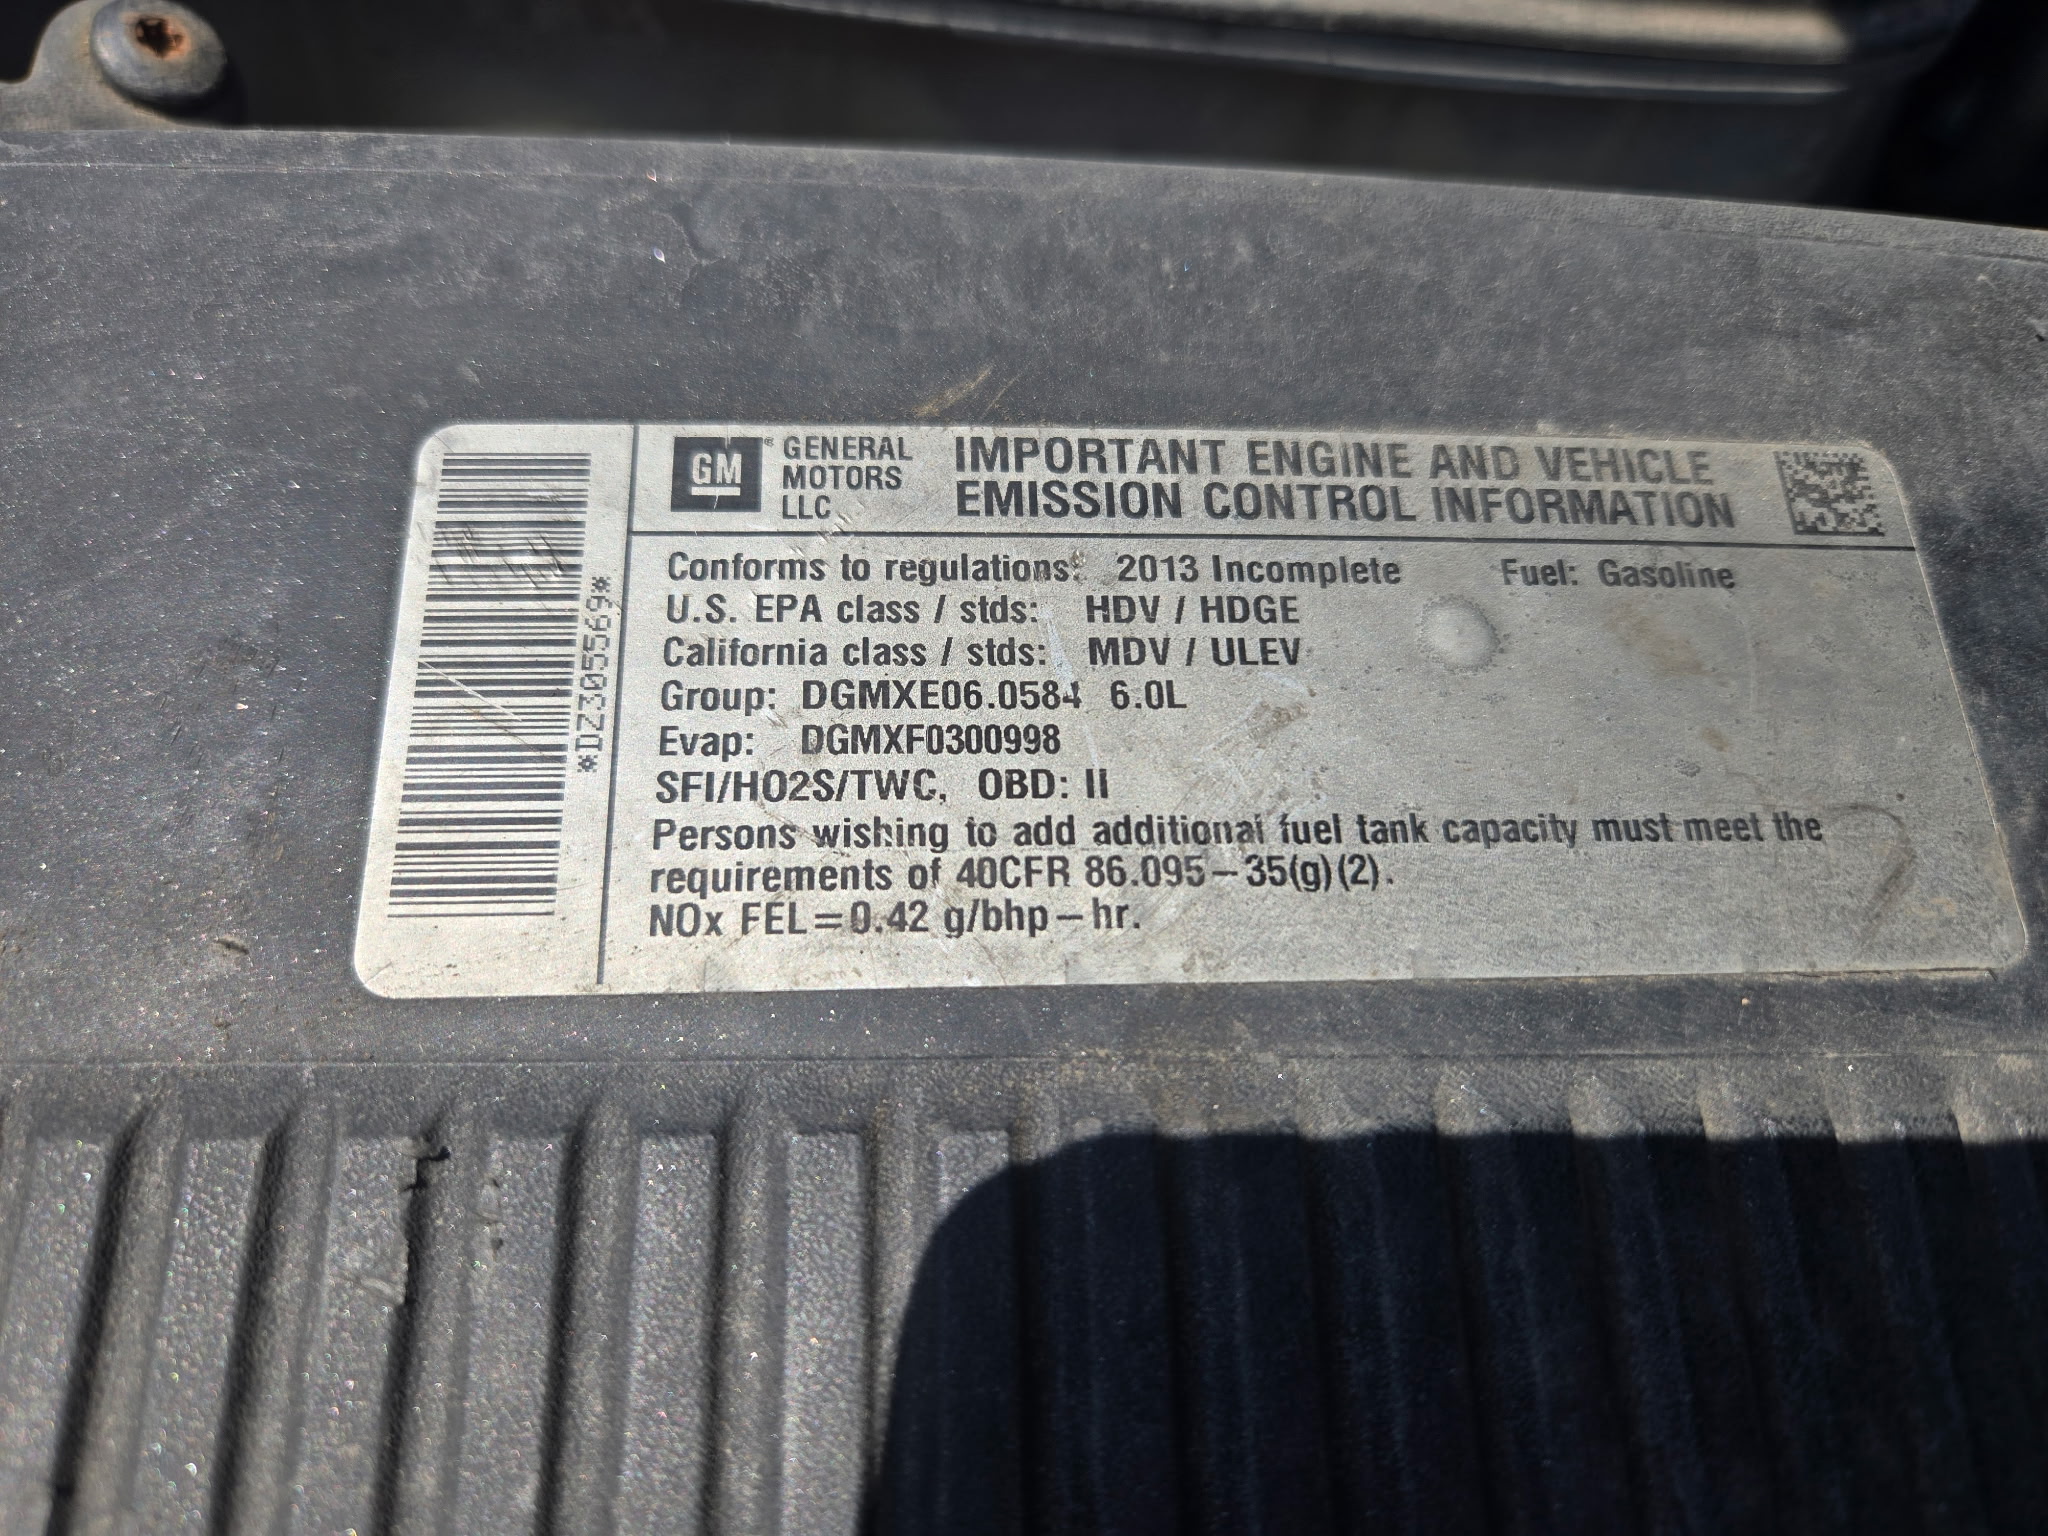 GM
GENERAL
MOTORS
LLC
IMPORTANT ENGINE AND VEHICLE
EMISSION CONTROL INFORMATION
*DZ305569*
Conforms to regulations: 2013 Incomplete Fuel: Gasoline
U.S. EPA class / stds: HDV / HDGE
California class / stds: MDV / ULEV
Group: DGMXE06.0584 6.0L
Evap: DGMXF0300998
SFI/HO2S/TWC, OBD: II
Persons wishing to add additional fuel tank capacity must meet the
requirements of 40CFR 86.095-35(g)(2).
NOx FEL=0.42 g/bhp-hr.